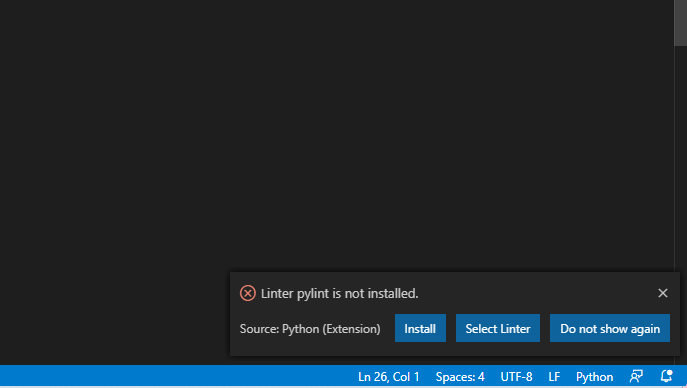 Linter pylint is not installed.
Source: Python (Extension) Install Select Linter Do not show again
Ln 26, Col 1 Spaces: 4 UTF-8 LF Python